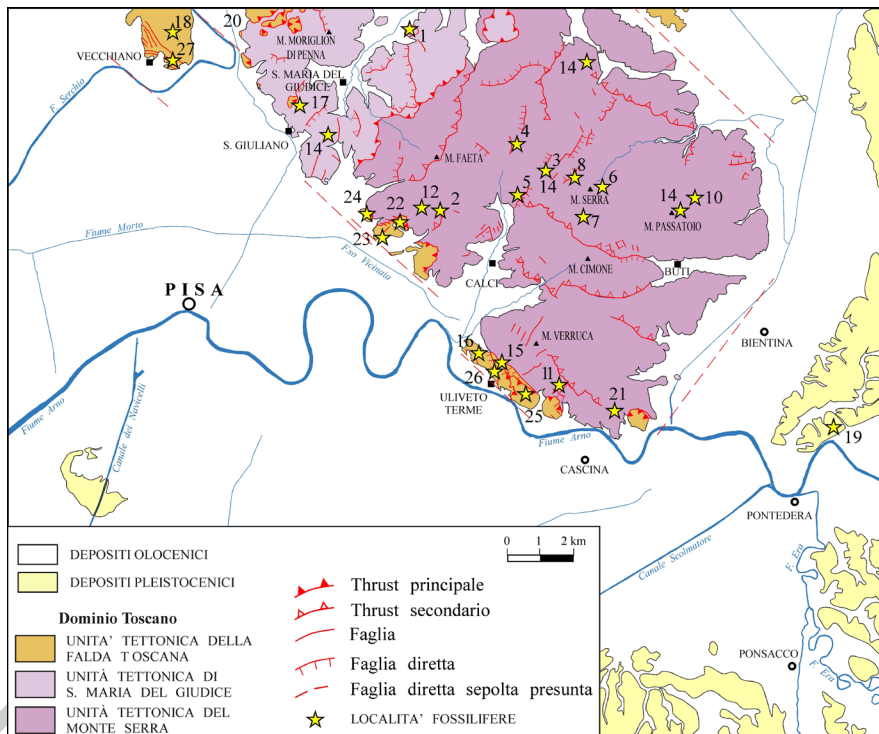 18
20
27
VECCHIANO
F. Serchio
M. MORIGLION
DI PENNA
S. MARIA DEL
GIUDICE
1
17
14
S. GIULIANO
14
4
M. FAETA
3
14
8
6
M. SERRA
5
7
14
10
M. PASSATOIO
24
22
12
2
23
Fiume Morto
F.so Vicinaia
M. CIMONE
CALCI
BUTI
PISA
BIENTINA
M. VERRUCA
16
15
26
ULIVETO
TERME
11
21
25
19
Fiume Arno
Canale dei Navicelli
Fiume Arno
CASCINA
PONTEDERA
Canale Scolmatore
F. Era
PONSACCO
F. Era
0 1 2 km
DEPOSITI OLOCENICI
DEPOSITI PLEISTOCENICI
Dominio Toscano
UNITA' TETTONICA DELLA
FALDA TOSCANA
UNITÀ TETTONICA DI
S. MARIA DEL GIUDICE
UNITÀ TETTONICA DEL
MONTE SERRA
Thrust principale
Thrust secondario
Faglia
Faglia diretta
Faglia diretta sepolta presunta
LOCALITA' FOSSILIFERE